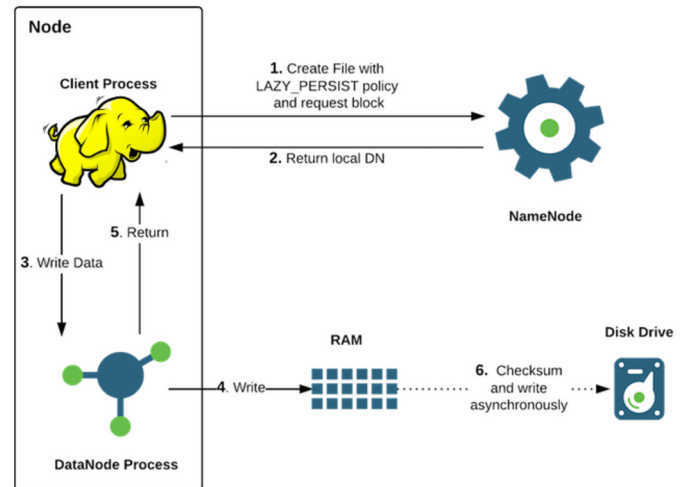 Node
Client Process
1. Create File with
LAZY_PERSIST policy
and request block
2. Return local DN
NameNode
5. Return
3. Write Data
RAM
Disk Drive
4. Write
6. Checksum
and write
asynchronously
DataNode Process